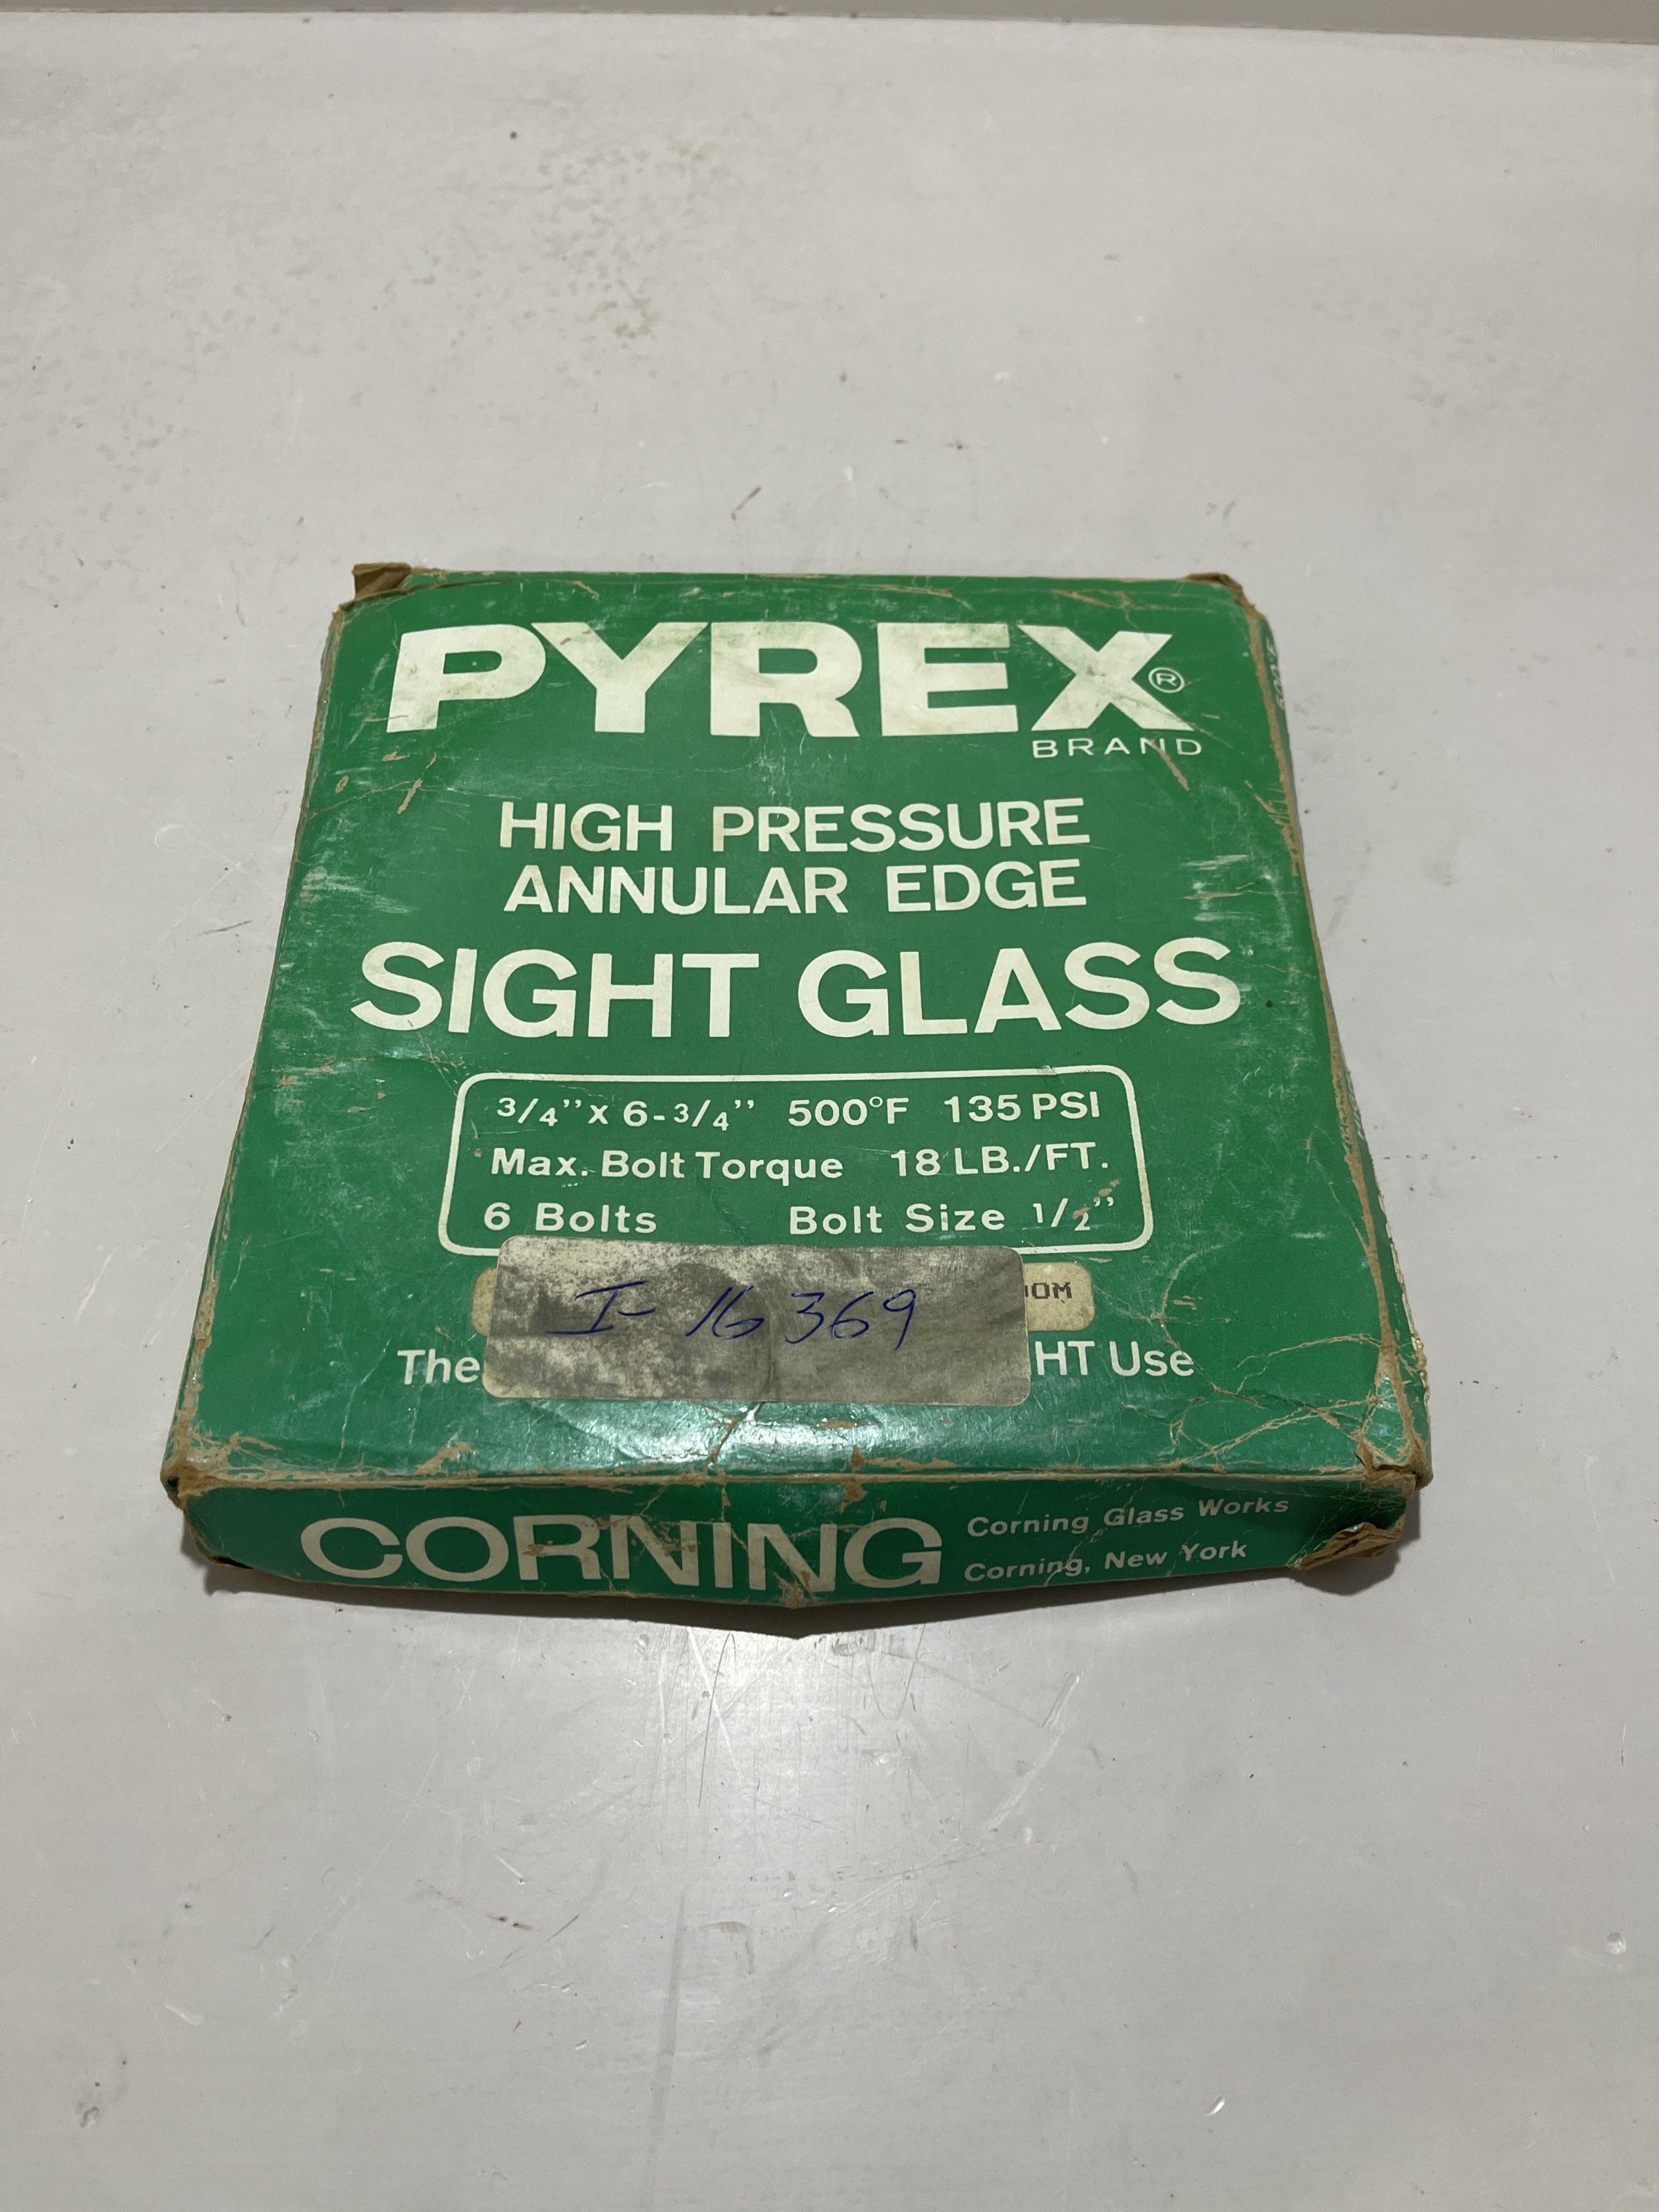 PYREX®
BRAND
HIGH PRESSURE
ANNULAR EDGE
SIGHT GLASS
3/4" x 6-3/4" 500°F 135 PSI
Max. Bolt Torque 18 LB./FT.
6 Bolts Bolt Size 1/2"
I- 16369
The HT Use
CORNING
Corning Glass Works
Corning, New York